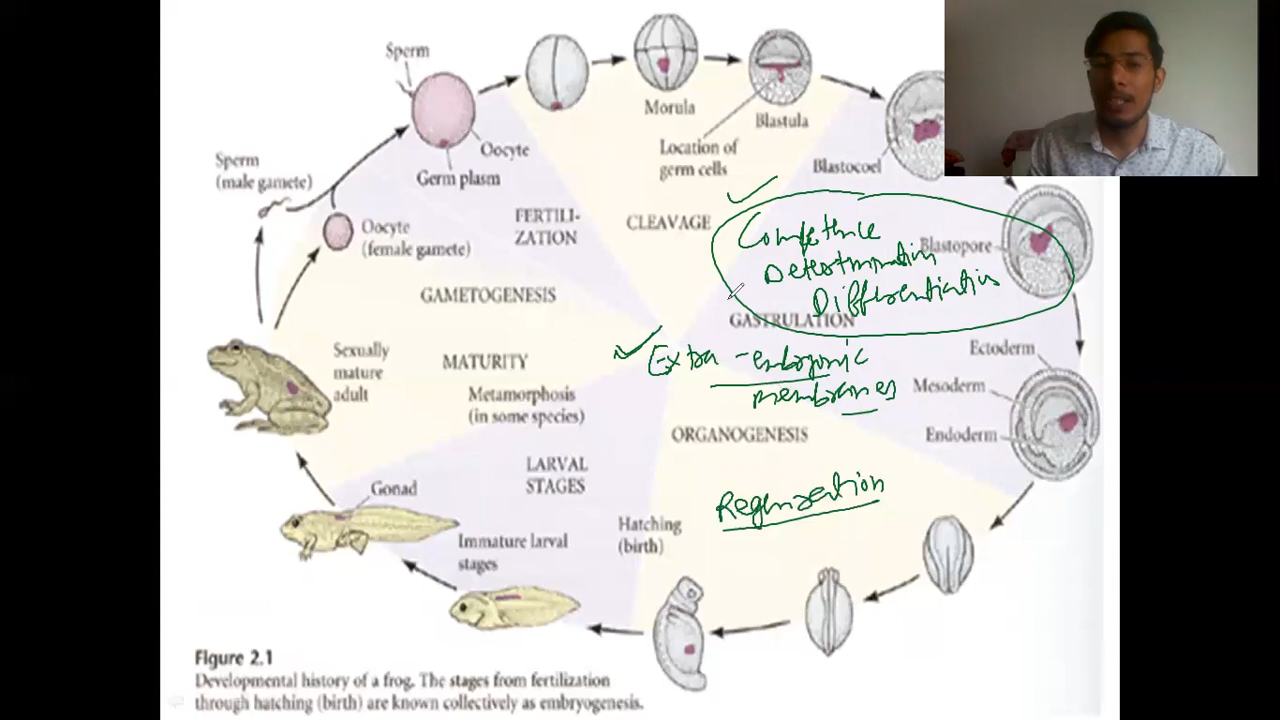 Sperm
Morula
Blastula
Oocyte
Location of
germ cells
Sperm
(male gamete)
Germ plasm
Blastocoel
Oocyte
(female gamete)
FERTILI-
ZATION
CLEAVAGE
Competence
Determination
Differentiation
Blastopore
GAMETOGENESIS
GASTRULATION
Sexually
mature
adult
MATURITY
Metamorphosis
(in some species)
Extra-embryonic
membranes
Ectoderm
Mesoderm
Endoderm
ORGANOGENESIS
LARVAL
STAGES
Gonad
Regeneration
Hatching
(birth)
Immature larval
stages
Figure 2.1
Developmental history of a frog. The stages from fertilization
through hatching (birth) are known collectively as embryogenesis.